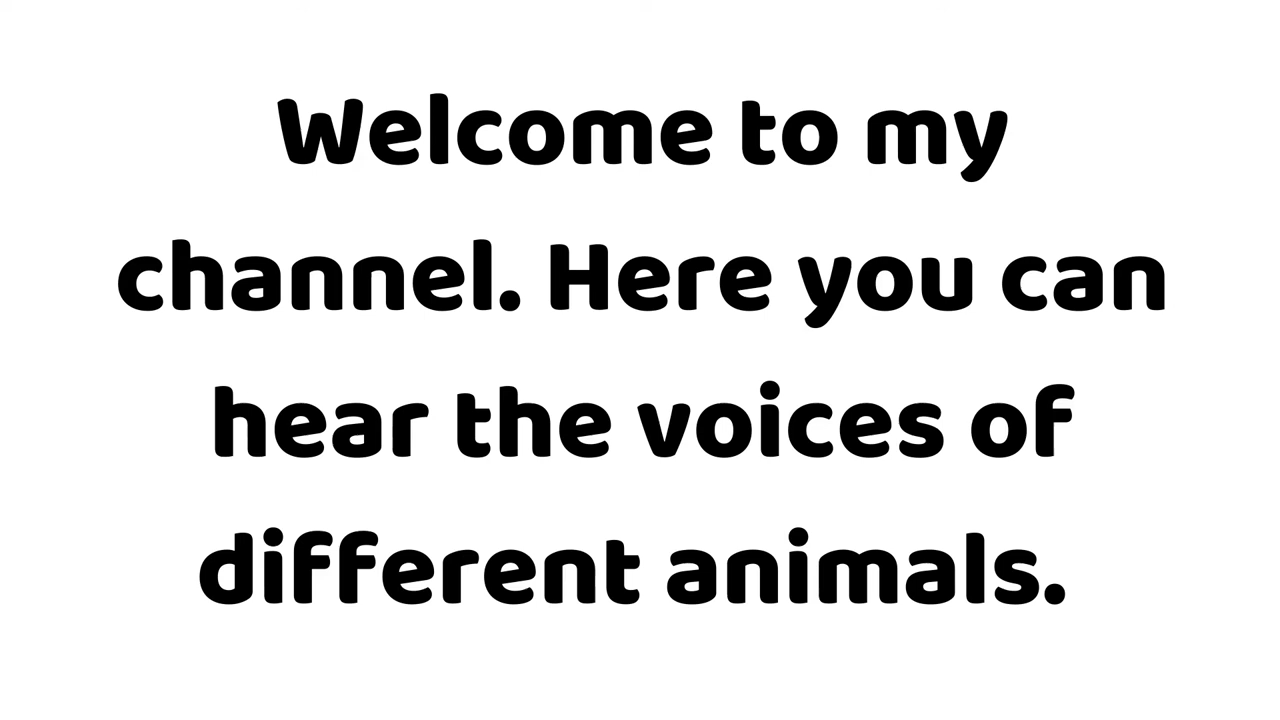 Welcome to my
channel. Here you can
hear the voices of
different animals.